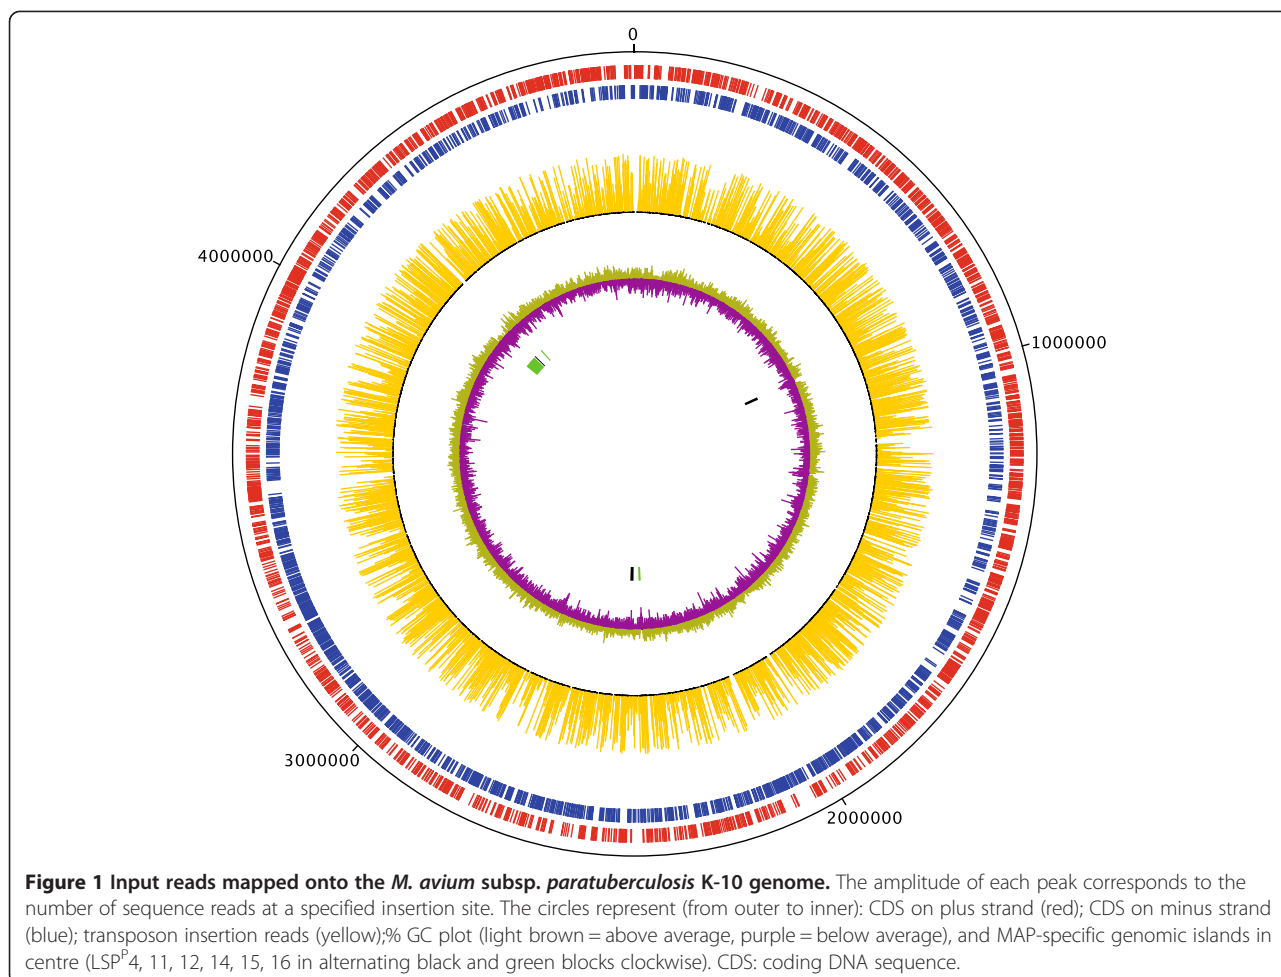 0
4000000
1000000
3000000
2000000
Figure 1 Input reads mapped onto the M. avium subsp. paratuberculosis K-10 genome. The amplitude of each peak corresponds to the
number of sequence reads at a specified insertion site. The circles represent (from outer to inner): CDS on plus strand (red); CDS on minus strand
(blue); transposon insertion reads (yellow);% GC plot (light brown = above average, purple = below average), and MAP-specific genomic islands in
centre (LSPᴾ4, 11, 12, 14, 15, 16 in alternating black and green blocks clockwise). CDS: coding DNA sequence.